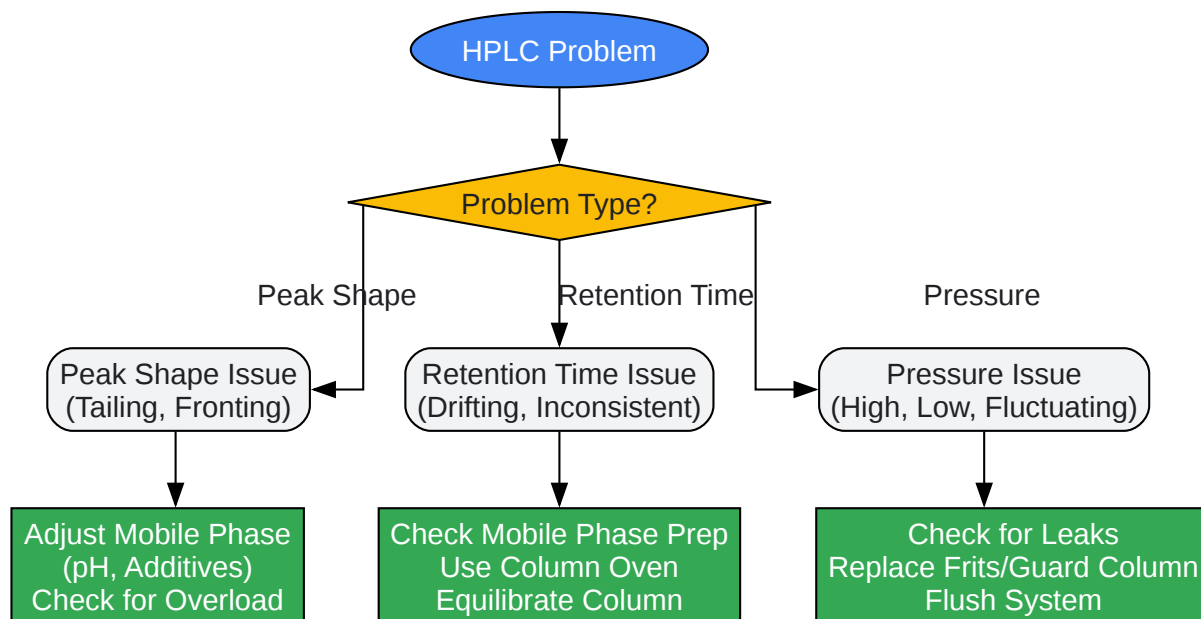 HPLC Problem
Problem Type?
Peak Shape
Retention Time
Pressure
Peak Shape Issue
(Tailing, Fronting)
Retention Time Issue
(Drifting, Inconsistent)
Pressure Issue
(High, Low, Fluctuating)
Adjust Mobile Phase
(pH, Additives)
Check for Overload
Check Mobile Phase Prep
Use Column Oven
Equilibrate Column
Check for Leaks
Replace Frits/Guard Column
Flush System